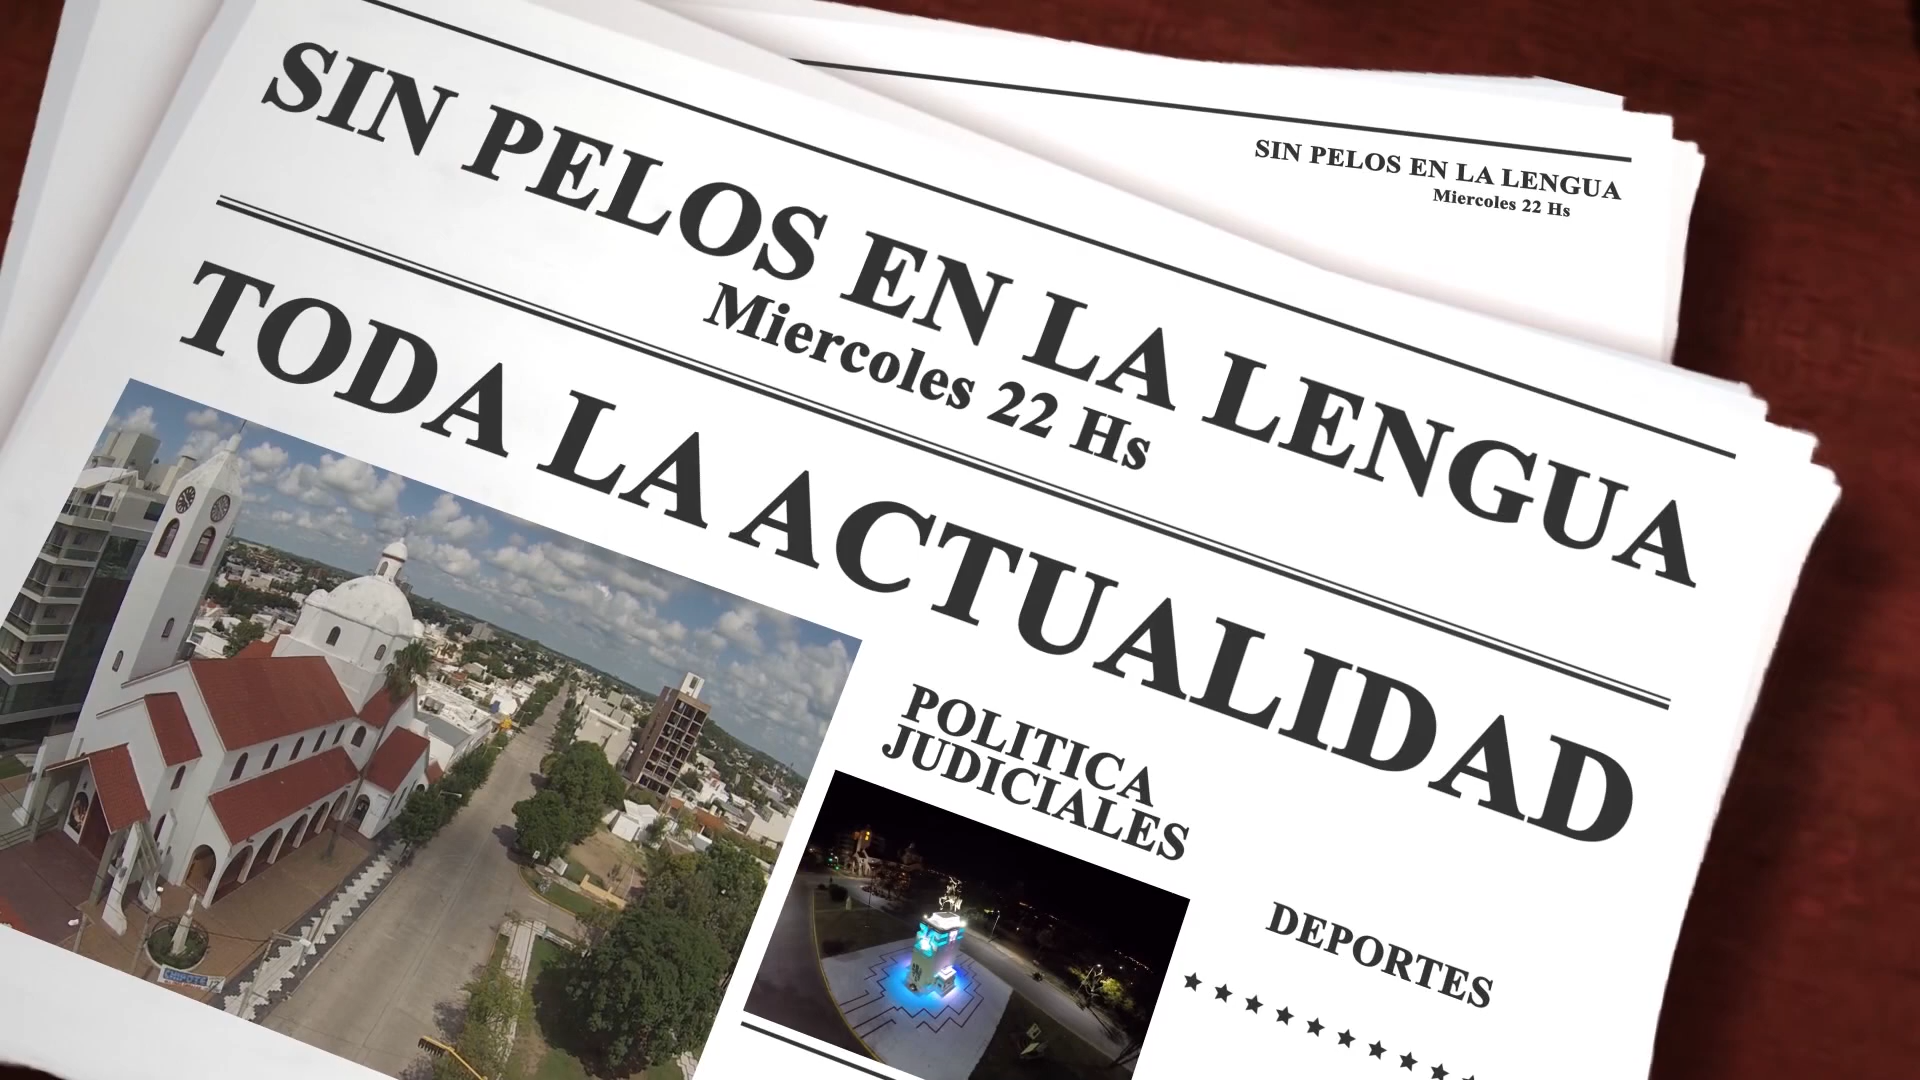 SIN PELOS EN LA LENGUA
Miercoles 22 Hs
SIN PELOS EN LA LENGUA
Miercoles 22 Hs
TODA LA ACTUALIDAD
POLITICA
JUDICIALES
DEPORTES